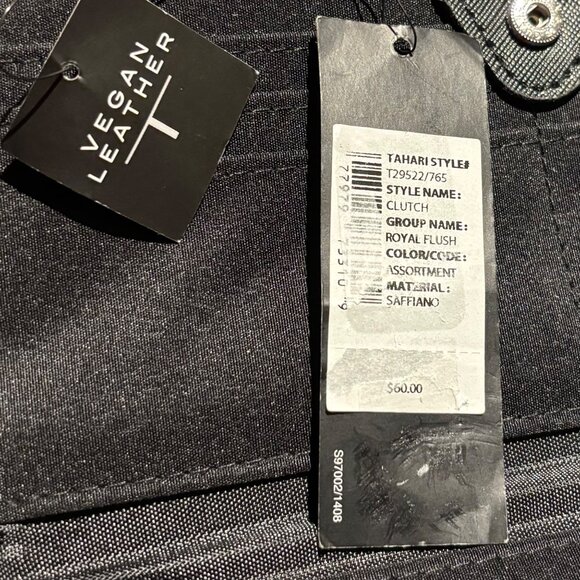 VEGAN
LEATHER
T
TAHARI STYLE#
T29522/765
STYLE NAME:
CLUTCH
GROUP NAME:
ROYAL FLUSH
COLOR/CODE:
ASSORTMENT
MATERIAL:
SAFFIANO
$60.00
S97002/1408